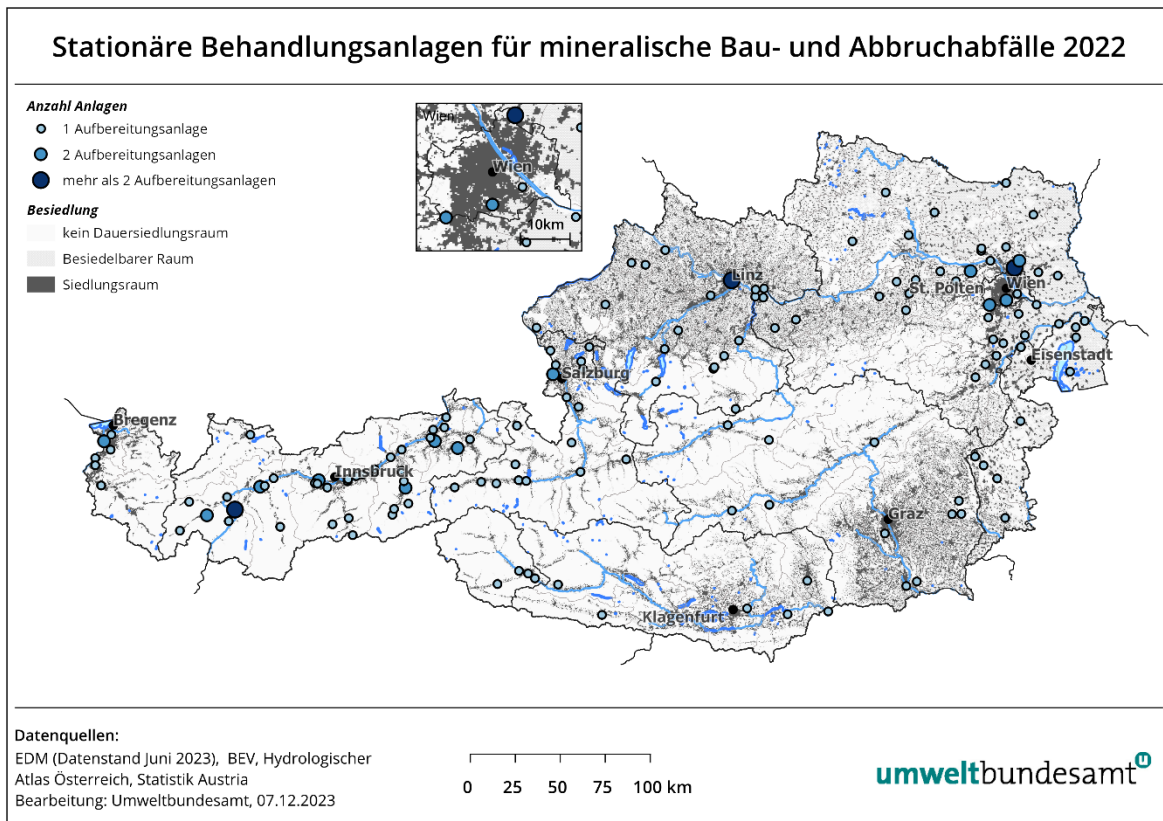 Stationäre Behandlungsanlagen für mineralische Bau- und Abbruchabfälle 2022
Anzahl Anlagen
1 Aufbereitungsanlage
2 Aufbereitungsanlagen
mehr als 2 Aufbereitungsanlagen
Besiedlung
kein Dauersiedlungsraum
Besiedelbarer Raum
Siedlungsraum
Wien
Wien
10km
Linz
St. Pölten
Wien
Eisenstadt
Salzburg
Bregenz
Innsbruck
Graz
Klagenfurt
Datenquellen:
EDM (Datenstand Juni 2023), BEV, Hydrologischer
Atlas Österreich, Statistik Austria
Bearbeitung: Umweltbundesamt, 07.12.2023
0 25 50 75 100 km
umweltbundesamt u